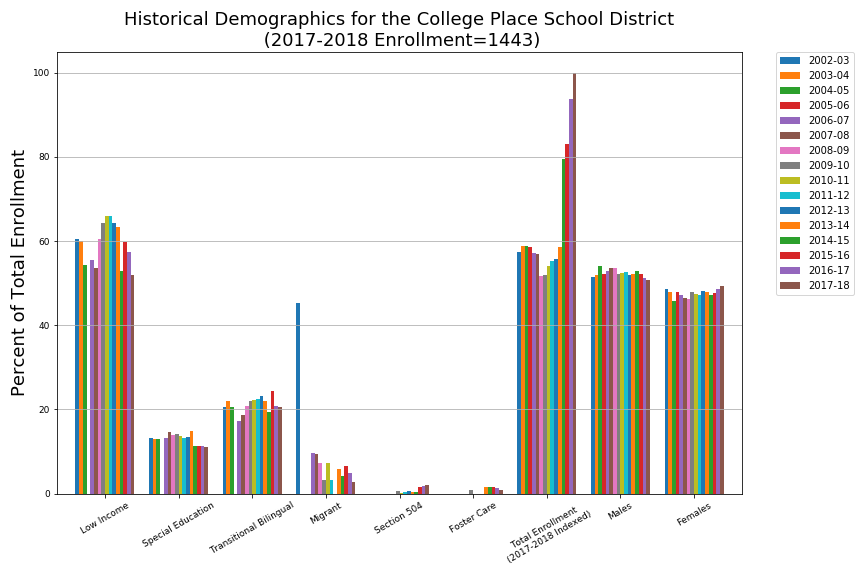 Historical Demographics for the College Place School District
(2017-2018 Enrollment=1443)
Percent of Total Enrollment
100
80
60
40
20
0
Low Income
Special Education
Transitional Bilingual
Migrant
Section 504
Foster Care
Total Enrollment
(2017-2018 Indexed)
Males
Females
2002-03
2003-04
2004-05
2005-06
2006-07
2007-08
2008-09
2009-10
2010-11
2011-12
2012-13
2013-14
2014-15
2015-16
2016-17
2017-18